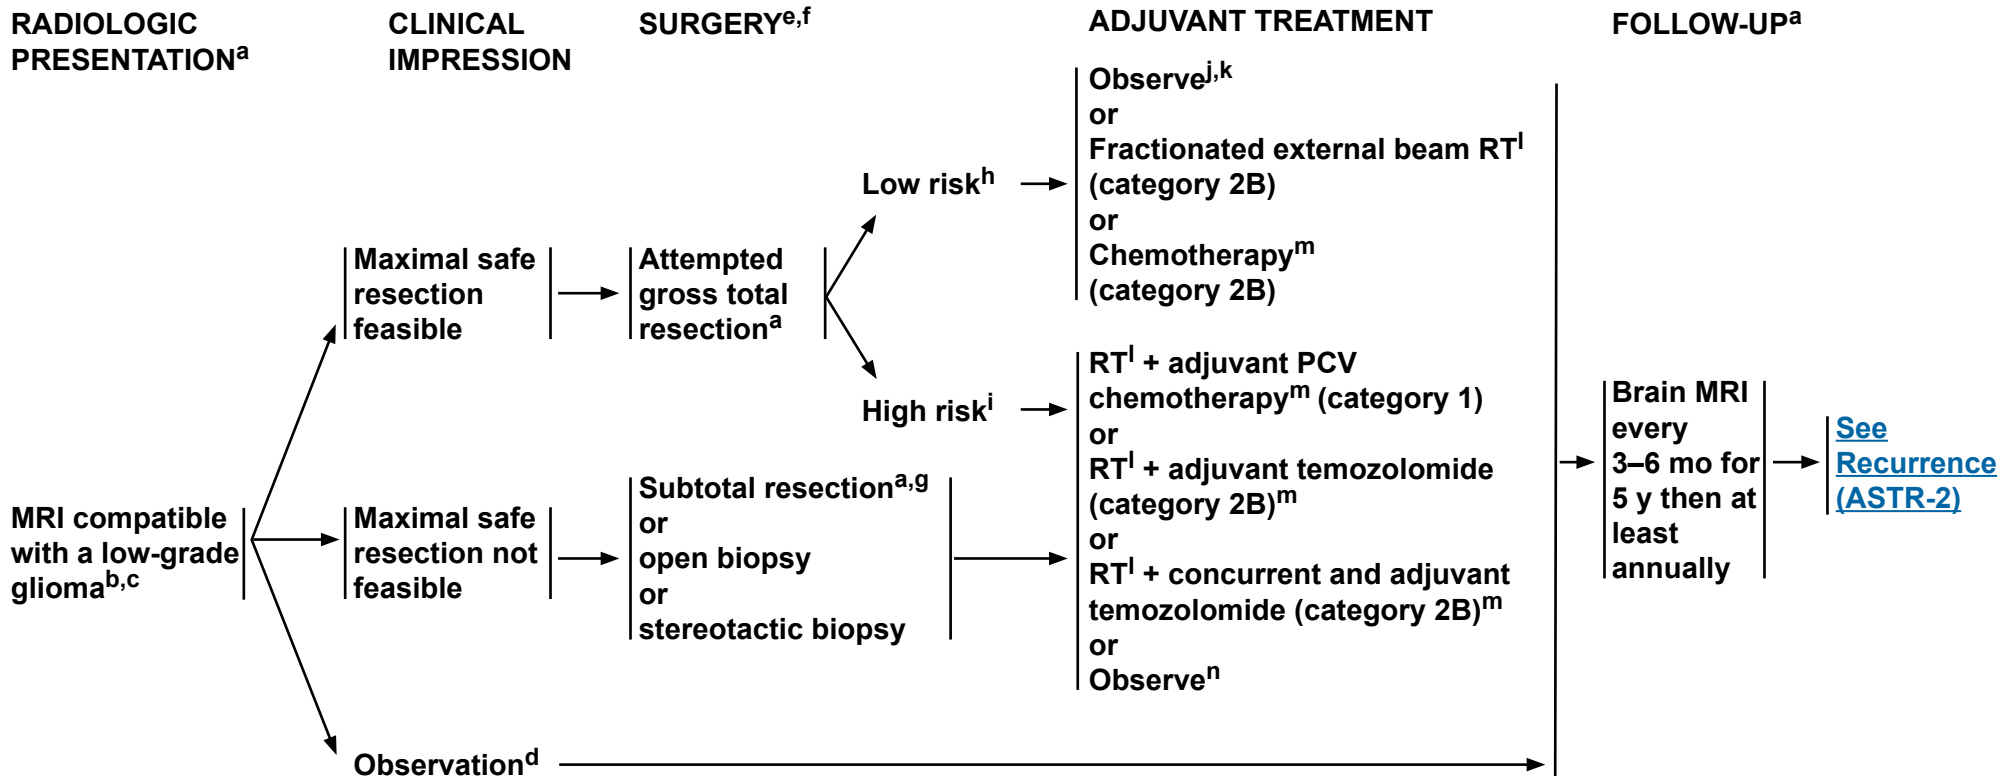 RADIOLOGIC
PRESENTATIONa
CLINICAL
IMPRESSION
SURGERYe,f
ADJUVANT TREATMENT
FOLLOW-UPa
MRI compatible
with a low-grade
gliomab,c
Maximal safe
resection
feasible
Attempted
gross total
resectiona
Low riskh
Observej,k
or
Fractionated external beam RTl
(category 2B)
or
Chemotherapym
(category 2B)
High riski
RTl + adjuvant PCV
chemotherapym (category 1)
or
RTl + adjuvant temozolomide
(category 2B)m
or
RTl + concurrent and adjuvant
temozolomide (category 2B)m
or
Observen
Maximal safe
resection not
feasible
Subtotal resectiona,g
or
open biopsy
or
stereotactic biopsy
Observationd
Brain MRI
every
3–6 mo for
5 y then at
least
annually
See
Recurrence
(ASTR-2)